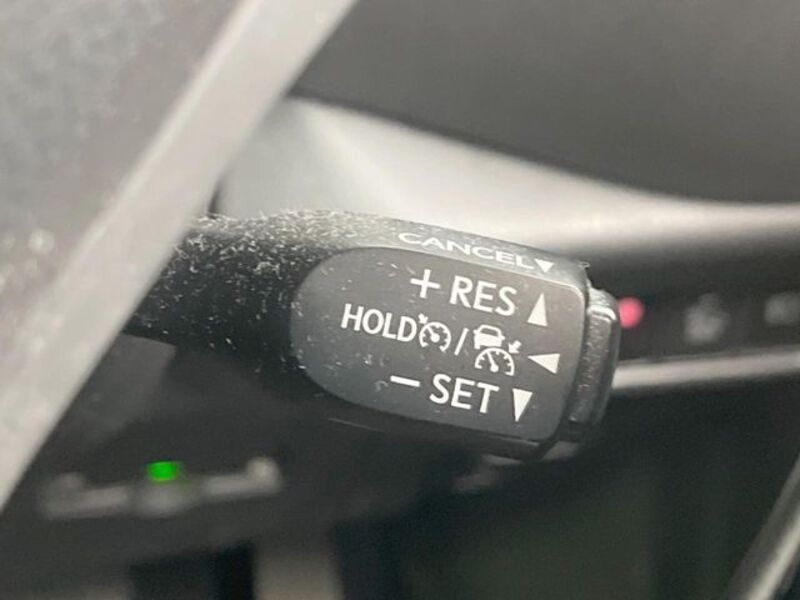 CANCEL▼
+ RES ▲
HOLD / ◀
− SET ▼